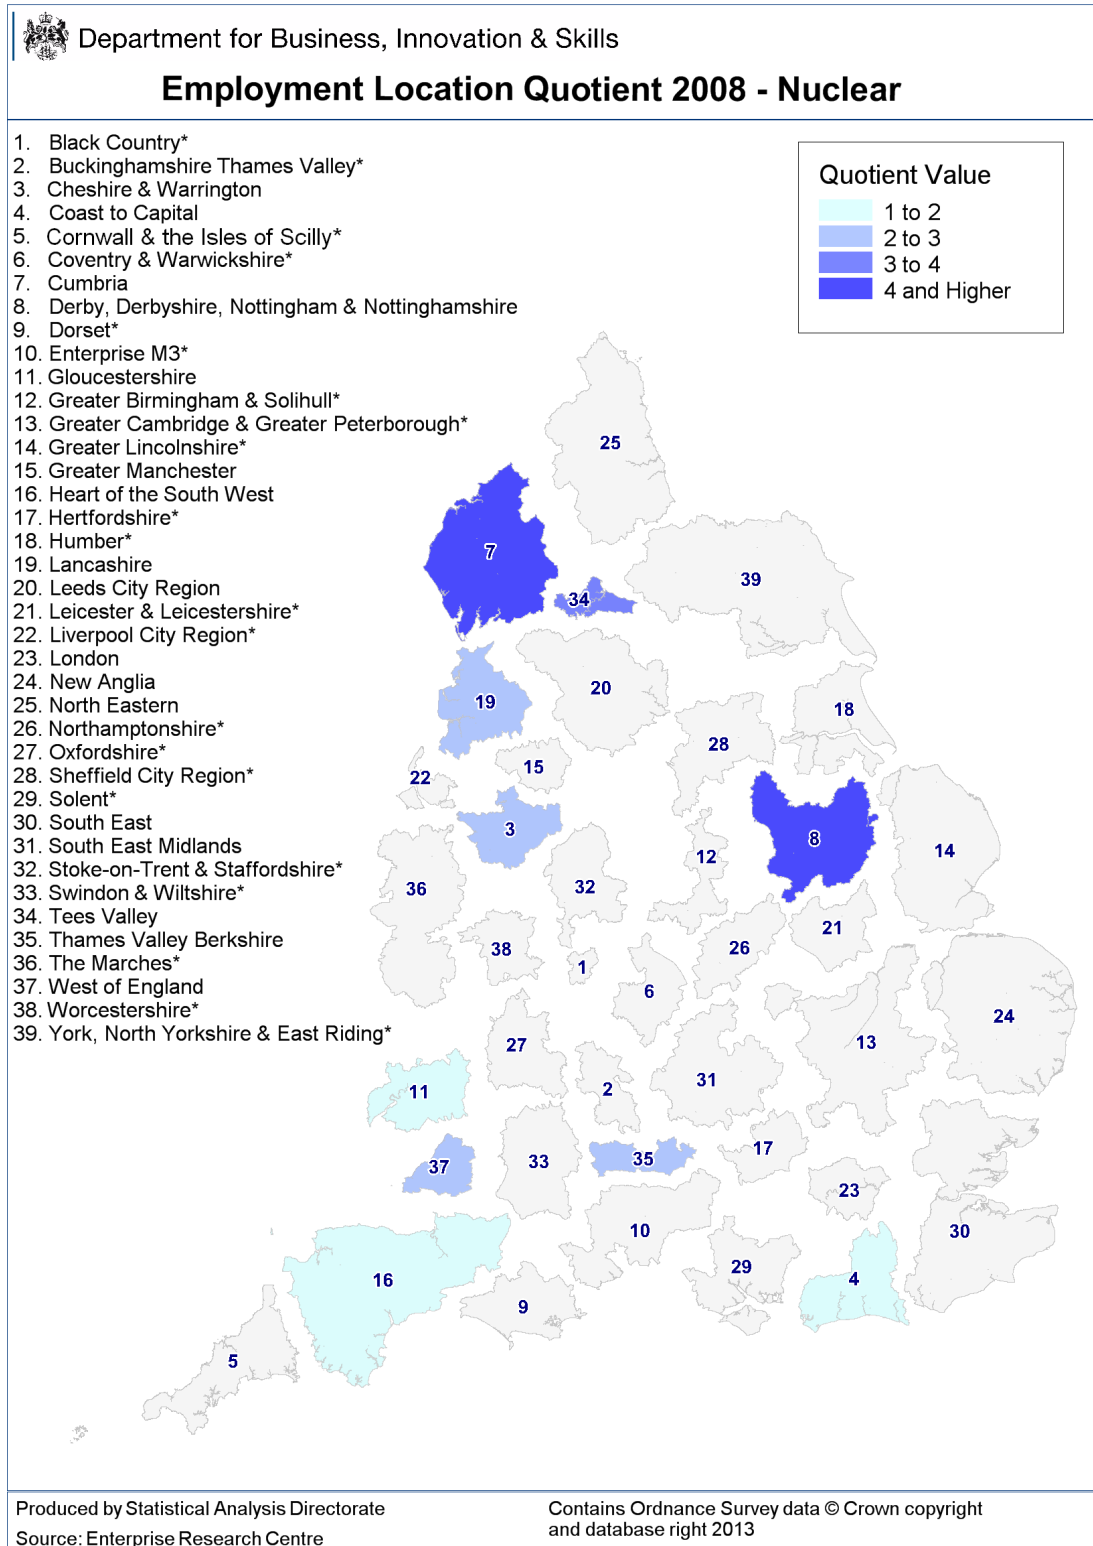 Department for Business, Innovation & Skills
Employment Location Quotient 2008 - Nuclear
1. Black Country*
2. Buckinghamshire Thames Valley*
3. Cheshire & Warrington
4. Coast to Capital
5. Cornwall & the Isles of Scilly*
6. Coventry & Warwickshire*
7. Cumbria
8. Derby, Derbyshire, Nottingham & Nottinghamshire
9. Dorset*
10. Enterprise M3*
11. Gloucestershire
12. Greater Birmingham & Solihull*
13. Greater Cambridge & Greater Peterborough*
14. Greater Lincolnshire*
15. Greater Manchester
16. Heart of the South West
17. Hertfordshire*
18. Humber*
19. Lancashire
20. Leeds City Region
21. Leicester & Leicestershire*
22. Liverpool City Region*
23. London
24. New Anglia
25. North Eastern
26. Northamptonshire*
27. Oxfordshire*
28. Sheffield City Region*
29. Solent*
30. South East
31. South East Midlands
32. Stoke-on-Trent & Staffordshire*
33. Swindon & Wiltshire*
34. Tees Valley
35. Thames Valley Berkshire
36. The Marches*
37. West of England
38. Worcestershire*
39. York, North Yorkshire & East Riding*
Quotient Value
1 to 2
2 to 3
3 to 4
4 and Higher
25
7
39
34
20
19
18
28
15
22
3
8
14
12
32
36
21
26
38
1
6
24
13
27
31
2
11
17
33
35
37
23
10
30
29
4
16
9
5
Produced by Statistical Analysis Directorate
Source: Enterprise Research Centre
Contains Ordnance Survey data © Crown copyright
and database right 2013